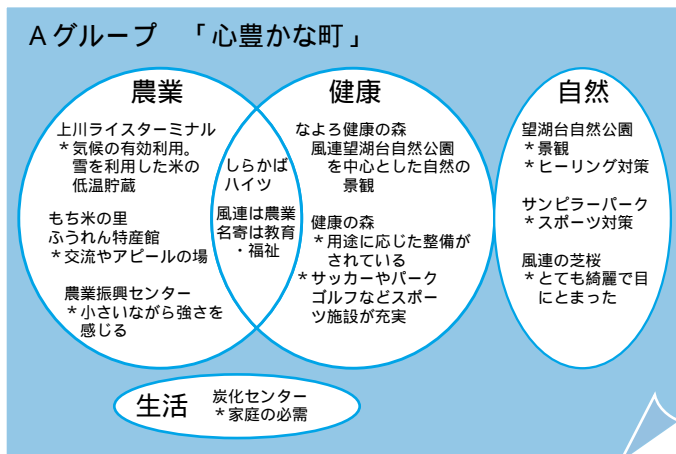 Aグループ 「心豊かな町」
農業
上川ライスターミナル
*気候の有効利用。
雪を利用した米の
低温貯蔵
もち米の里
ふうれん特産館
*交流やアピールの場
農業振興センター
*小さいながら強さを
感じる
しらかば
ハイツ
風連は農業
名寄は教育
・福祉
健康
なよろ健康の森
風連望湖台自然公園
を中心とした自然の
景観
健康の森
*用途に応じた整備が
されている
*サッカーやパーク
ゴルフなどスポー
ツ施設が充実
自然
望湖台自然公園
*景観
*ヒーリング対策
サンピラーパーク
*スポーツ対策
風連の芝桜
*とても綺麗で目
にとまった
生活
炭化センター
*家庭の必需